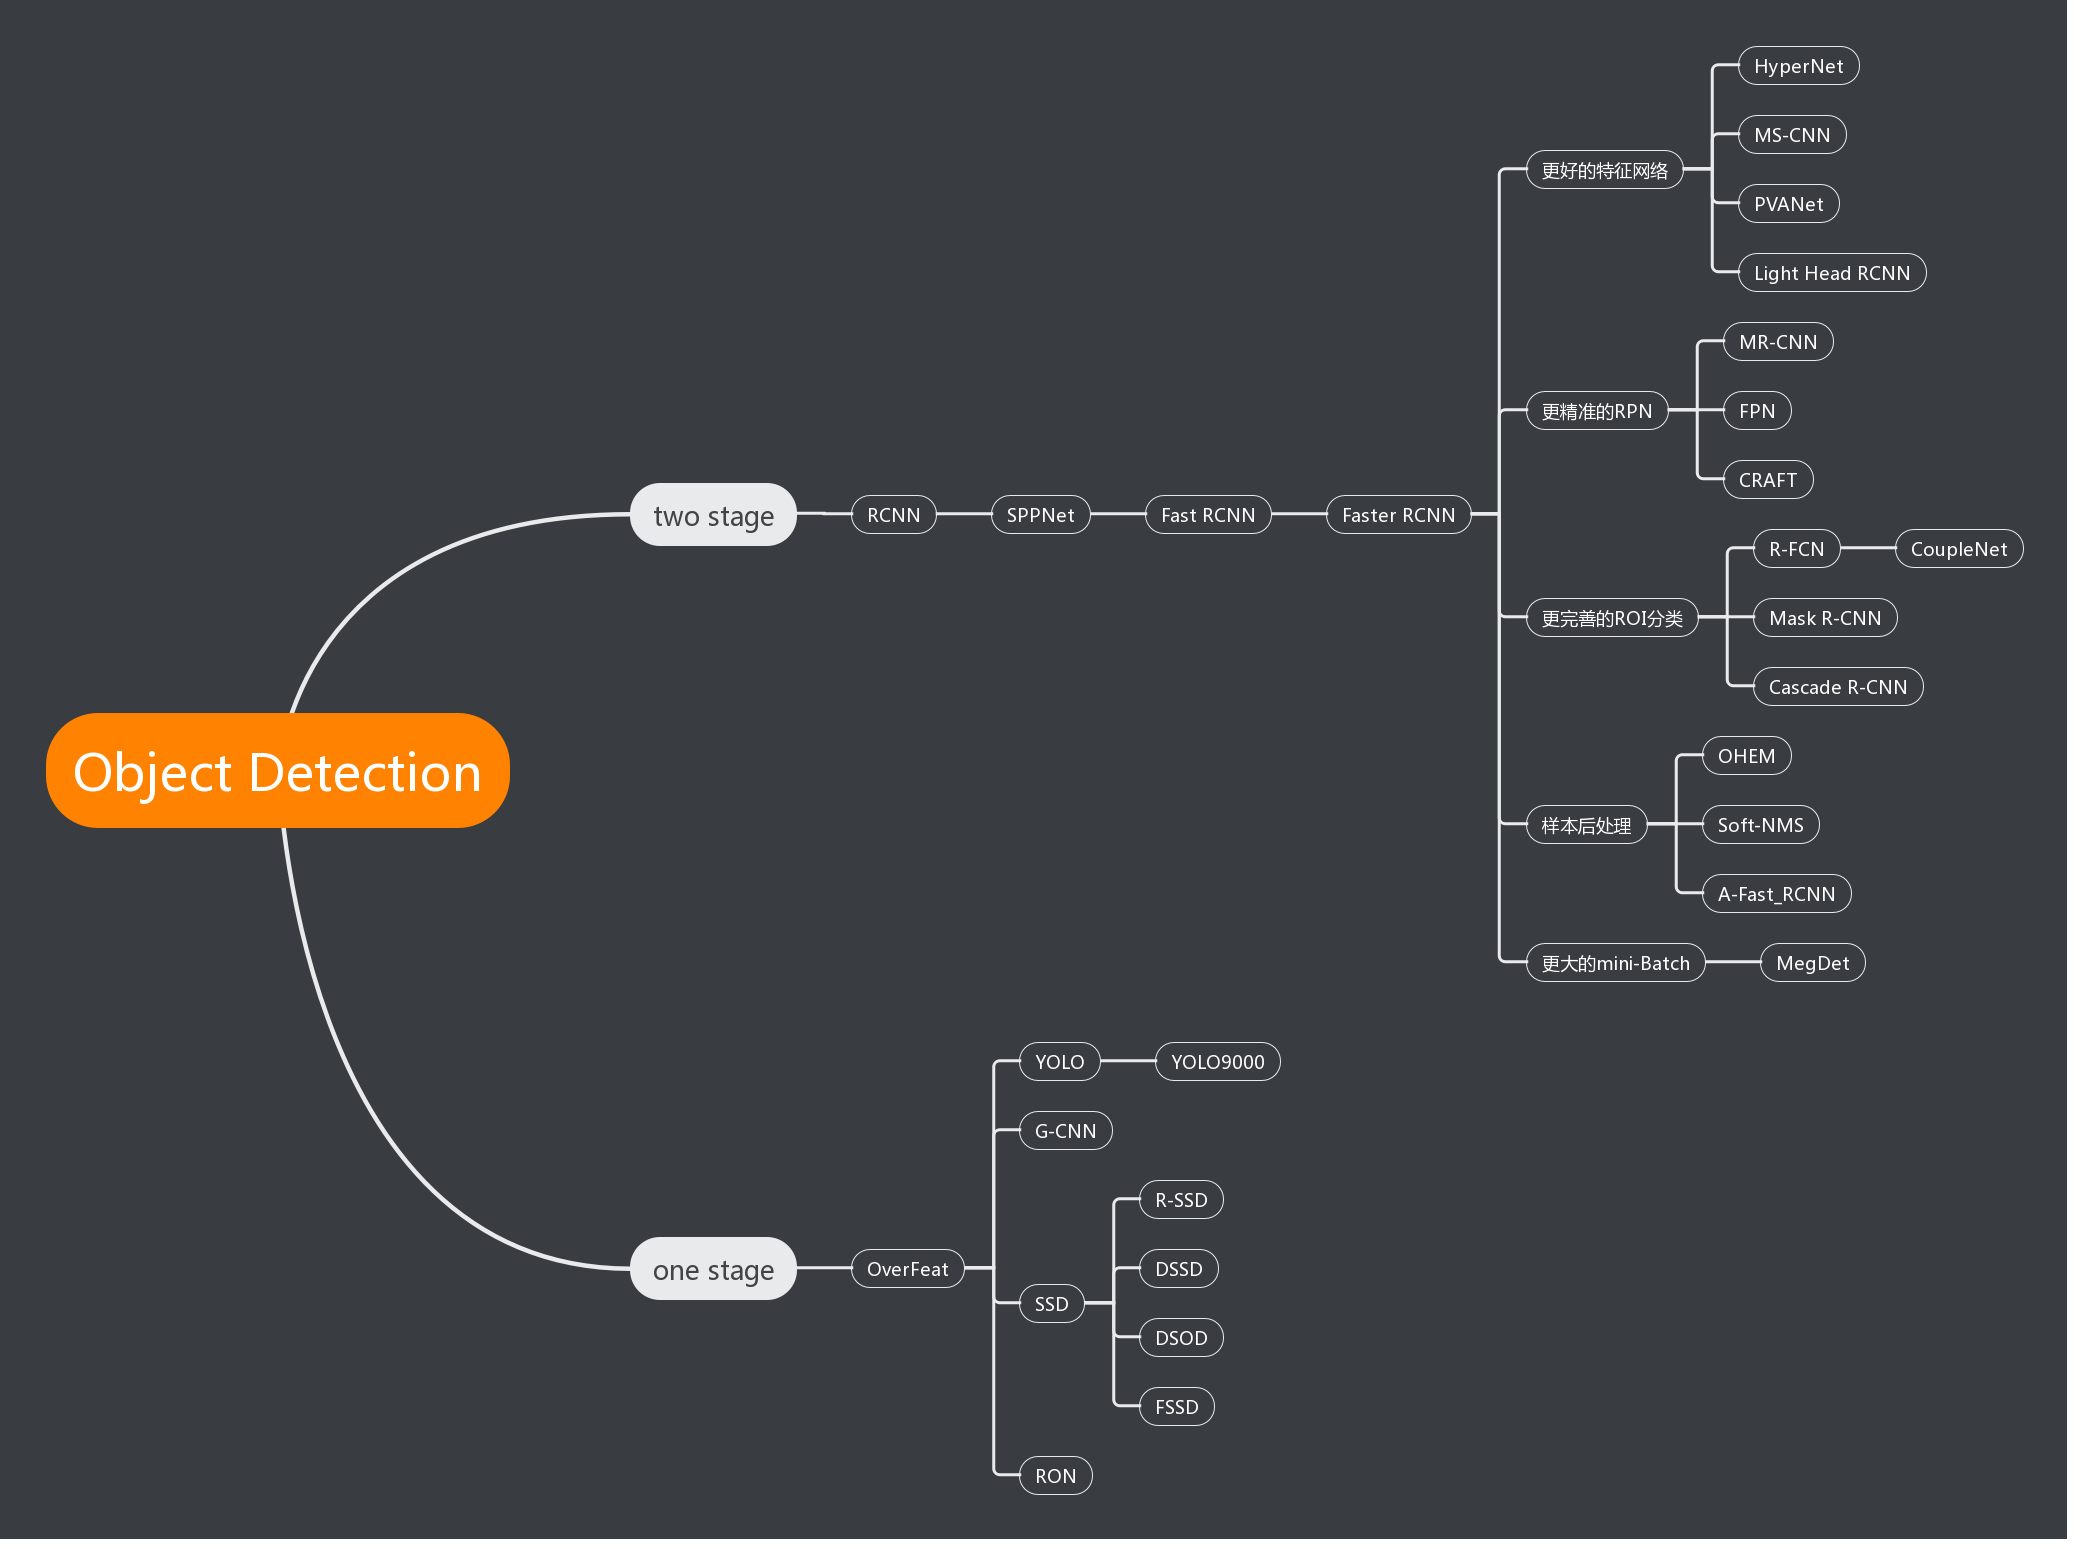 Object Detection
two stage
RCNN
SPPNet
Fast RCNN
Faster RCNN
更好的特征网络
HyperNet
MS-CNN
PVANet
Light Head RCNN
更精准的RPN
MR-CNN
FPN
CRAFT
更完善的ROI分类
R-FCN
CoupleNet
Mask R-CNN
Cascade R-CNN
样本后处理
OHEM
Soft-NMS
A-Fast_RCNN
更大的mini-Batch
MegDet
one stage
OverFeat
YOLO
YOLO9000
G-CNN
SSD
R-SSD
DSSD
DSOD
FSSD
RON